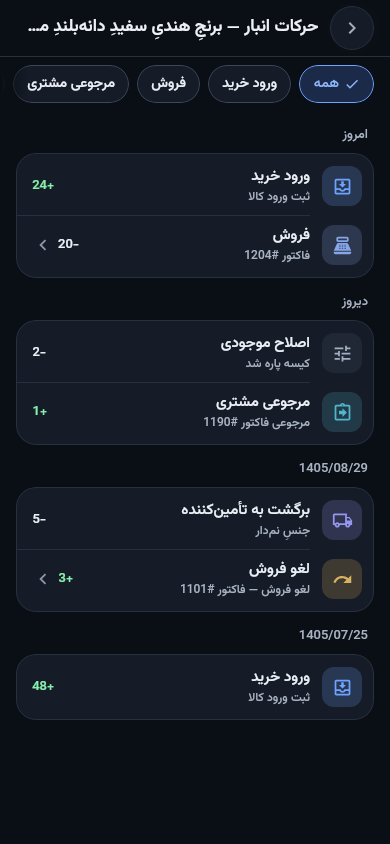 حرکات انبار — برنجِ هندیِ سفیدِ دانه‌بلندِ مـ...
همه
ورود خرید
فروش
مرجوعی مشتری
امروز
ورود خرید
+24
ثبت ورود کالا
فروش
-20
فاکتور #1204
دیروز
اصلاح موجودی
-2
کیسه پاره شد
مرجوعی مشتری
+1
مرجوعی فاکتور #1190
1405/08/29
برگشت به تأمین‌کننده
-5
جنسِ نم‌دار
لغو فروش
+3
لغو فروش — فاکتور #1101
1405/07/25
ورود خرید
+48
ثبت ورود کالا